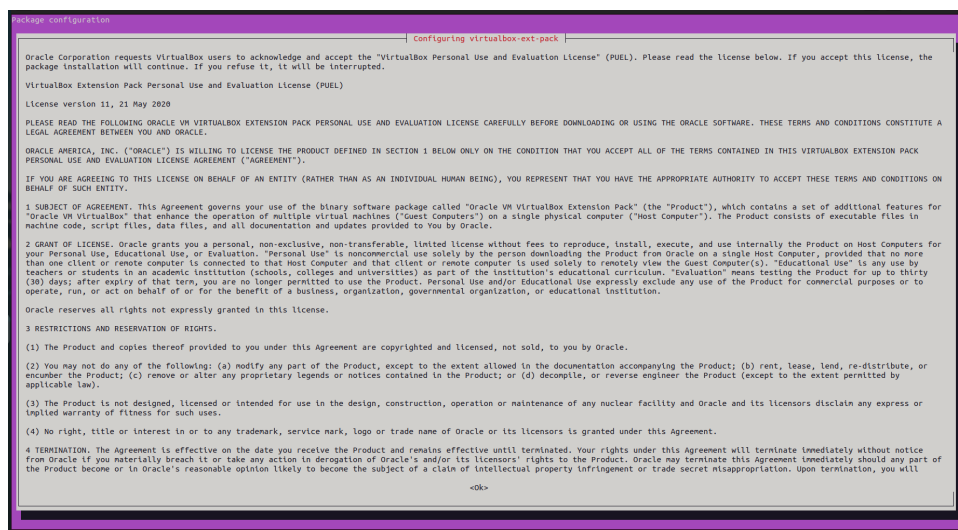 Package configuration
Configuring virtualbox-ext-pack
Oracle Corporation requests VirtualBox users to acknowledge and accept the "VirtualBox Personal Use and Evaluation License" (PUEL). Please read the license below. If you accept this license, the
package installation will continue. If you refuse it, it will be interrupted.
VirtualBox Extension Pack Personal Use and Evaluation License (PUEL)
License version 11, 21 May 2020
PLEASE READ THE FOLLOWING ORACLE VM VIRTUALBOX EXTENSION PACK PERSONAL USE AND EVALUATION LICENSE CAREFULLY BEFORE DOWNLOADING OR USING THE ORACLE SOFTWARE. THESE TERMS AND CONDITIONS CONSTITUTE A
LEGAL AGREEMENT BETWEEN YOU AND ORACLE.
ORACLE AMERICA, INC. ("ORACLE") IS WILLING TO LICENSE THE PRODUCT DEFINED IN SECTION 1 BELOW ONLY ON THE CONDITION THAT YOU ACCEPT ALL OF THE TERMS CONTAINED IN THIS VIRTUALBOX EXTENSION PACK
PERSONAL USE AND EVALUATION LICENSE AGREEMENT ("AGREEMENT").
IF YOU ARE AGREEING TO THIS LICENSE ON BEHALF OF AN ENTITY (RATHER THAN AS AN INDIVIDUAL HUMAN BEING), YOU REPRESENT THAT YOU HAVE THE APPROPRIATE AUTHORITY TO ACCEPT THESE TERMS AND CONDITIONS ON
BEHALF OF SUCH ENTITY.
1 SUBJECT OF AGREEMENT. This Agreement governs your use of the binary software package called "Oracle VM VirtualBox Extension Pack" (the "Product"), which contains a set of additional features for
"Oracle VM VirtualBox" that enhance the operation of multiple virtual machines ("Guest Computers") on a single physical computer ("Host Computer"). The Product consists of executable files in
machine code, script files, data files, and all documentation and updates provided to You by Oracle.
2 GRANT OF LICENSE. Oracle grants you a personal, non-exclusive, non-transferable, limited license without fees to reproduce, install, execute, and use internally the Product on Host Computers for
your Personal Use, Educational Use, or Evaluation. "Personal Use" is noncommercial use solely by the person downloading the Product from Oracle on a single Host Computer, provided that no more
than one client or remote computer is connected to that Host Computer and that client or remote computer is used solely to remotely view the Guest Computer(s). "Educational Use" is any use by
teachers or students in an academic institution (schools, colleges and universities) as part of the institution's educational curriculum. "Evaluation" means testing the Product for up to thirty
(30) days; after expiry of that term, you are no longer permitted to use the Product. Personal Use and/or Educational Use expressly exclude any use of the Product for commercial purposes or to
operate, run, or act on behalf of or for the benefit of a business, organization, governmental organization, or educational institution.
Oracle reserves all rights not expressly granted in this license.
3 RESTRICTIONS AND RESERVATION OF RIGHTS.
(1) The Product and copies thereof provided to you under this Agreement are copyrighted and licensed, not sold, to you by Oracle.
(2) You may not do any of the following: (a) modify any part of the Product, except to the extent allowed in the documentation accompanying the Product; (b) rent, lease, lend, re-distribute, or
encumber the Product; (c) remove or alter any proprietary legends or notices contained in the Product; or (d) decompile, or reverse engineer the Product (except to the extent permitted by
applicable law).
(3) The Product is not designed, licensed or intended for use in the design, construction, operation or maintenance of any nuclear facility and Oracle and its licensors disclaim any express or
implied warranty of fitness for such uses.
(4) No right, title or interest in or to any trademark, service mark, logo or trade name of Oracle or its licensors is granted under this Agreement.
4 TERMINATION. The Agreement is effective on the date you receive the Product and remains effective until terminated. Your rights under this Agreement will terminate immediately without notice
from Oracle if you materially breach it or take any action in derogation of Oracle's and/or its licensors' rights to the Product. Oracle may terminate this Agreement immediately should any part of
the Product become or in Oracle's reasonable opinion likely to become the subject of a claim of intellectual property infringement or trade secret misappropriation. Upon termination, you will
<Ok>